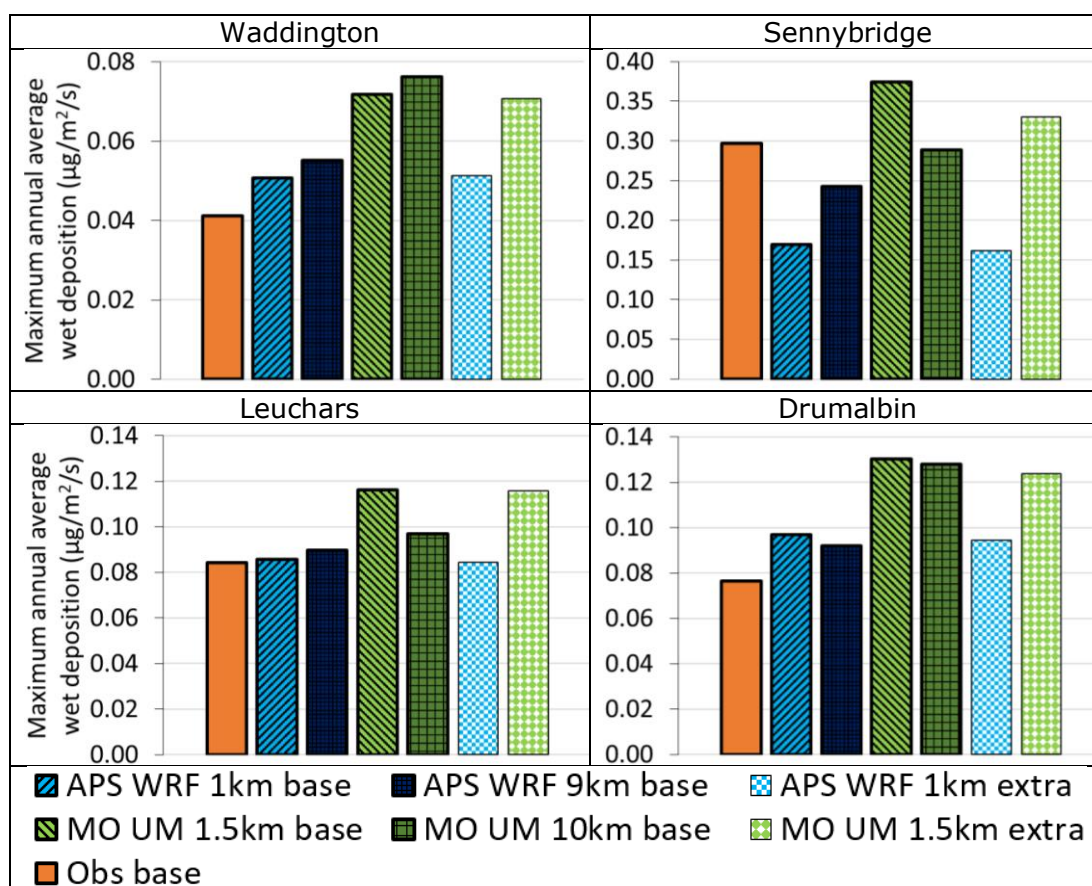 Waddington
Maximum annual average
wet deposition (µg/m²/s)
0.08
0.06
0.04
0.02
0.00
Sennybridge
0.40
0.35
0.30
0.25
0.20
0.15
0.10
0.05
0.00
Leuchars
Maximum annual average
wet deposition (µg/m²/s)
0.14
0.12
0.10
0.08
0.06
0.04
0.02
0.00
Drumalbin
0.14
0.12
0.10
0.08
0.06
0.04
0.02
0.00
APS WRF 1km base
APS WRF 9km base
APS WRF 1km extra
MO UM 1.5km base
MO UM 10km base
MO UM 1.5km extra
Obs base